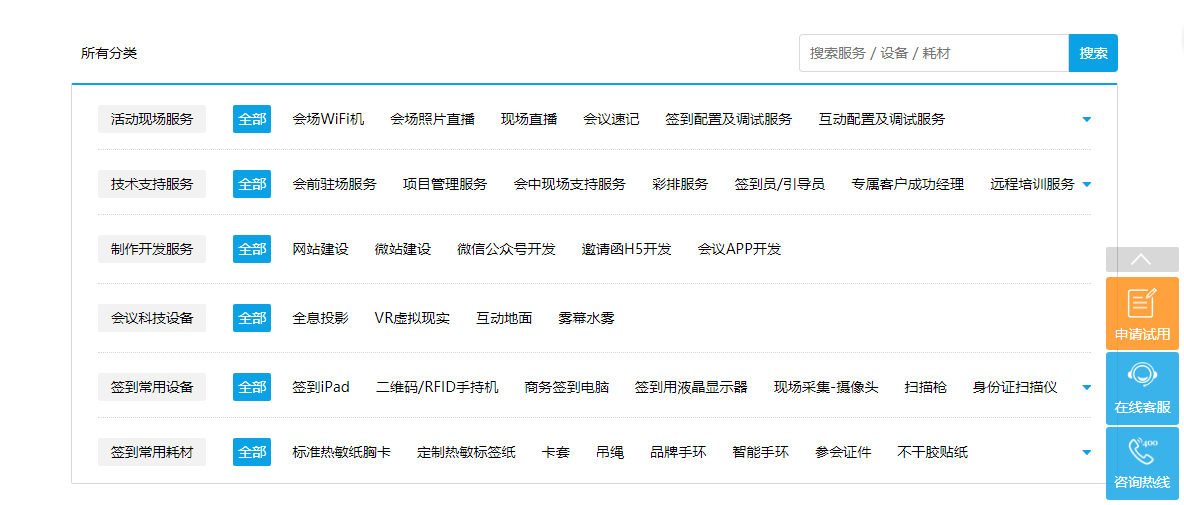 所有分类
搜索服务 / 设备 / 耗材 搜索
活动现场服务 全部 会场WiFi机 会场照片直播 现场直播 会议速记 签到配置及调试服务 互动配置及调试服务
技术支持服务 全部 会前驻场服务 项目管理服务 会中现场支持服务 彩排服务 签到员/引导员 专属客户成功经理 远程培训服务
制作开发服务 全部 网站建设 微站建设 微信公众号开发 邀请函H5开发 会议APP开发
会议科技设备 全部 全息投影 VR虚拟现实 互动地面 雾幕水雾
申请试用
签到常用设备 全部 签到iPad 二维码/RFID手持机 商务签到电脑 签到用液晶显示器 现场采集-摄像头 扫描枪 身份证扫描仪
在线客服
签到常用耗材 全部 标准热敏纸胸卡 定制热敏标签纸 卡套 吊绳 品牌手环 智能手环 参会证件 不干胶贴纸
400
咨询热线